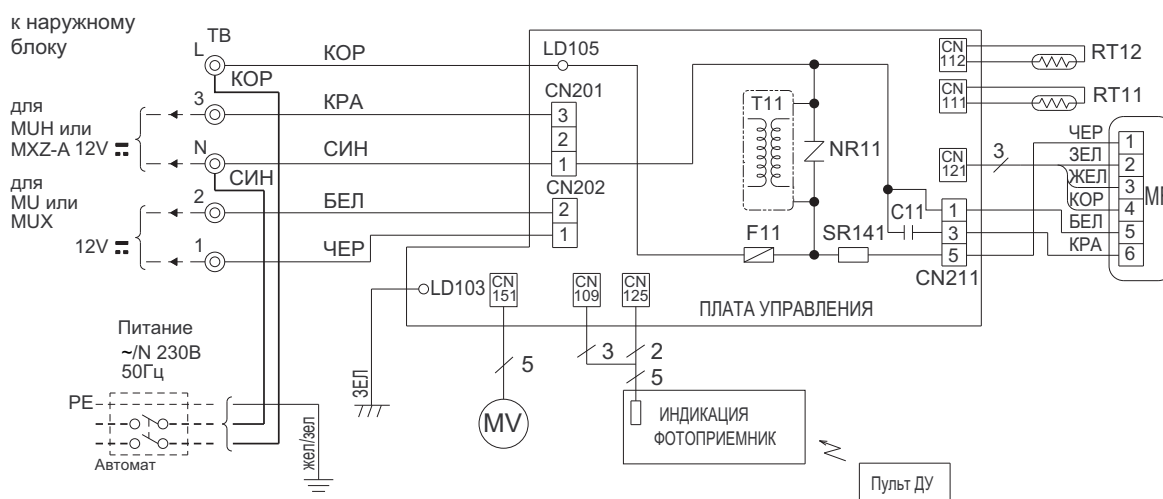 к наружному
блоку
TB
L
КОР
LD105
КОР
CN
112
RT12
для
MUH или
MXZ-A 12V
3
КРА
CN201
3
2
1
T11
NR11
CN
111
RT11
N
СИН
СИН
ЧЕР
ЗЕЛ
ЖЕЛ
КОР
БЕЛ
КРА
1
2
3
4
5
6
CN
121
3
для
MU или
MUX
12V
2
БЕЛ
CN202
2
1
1
ЧЕР
C11
1
3
5
CN211
F11
SR141
LD103
CN
151
CN
109
CN
125
ПЛАТА УПРАВЛЕНИЯ
Питание
~/N 230В
50Гц
PE
Автомат
жел/зел
ЗЕЛ
5
MV
3
2
5
ИНДИКАЦИЯ
ФОТОПРИЕМНИК
Пульт ДУ